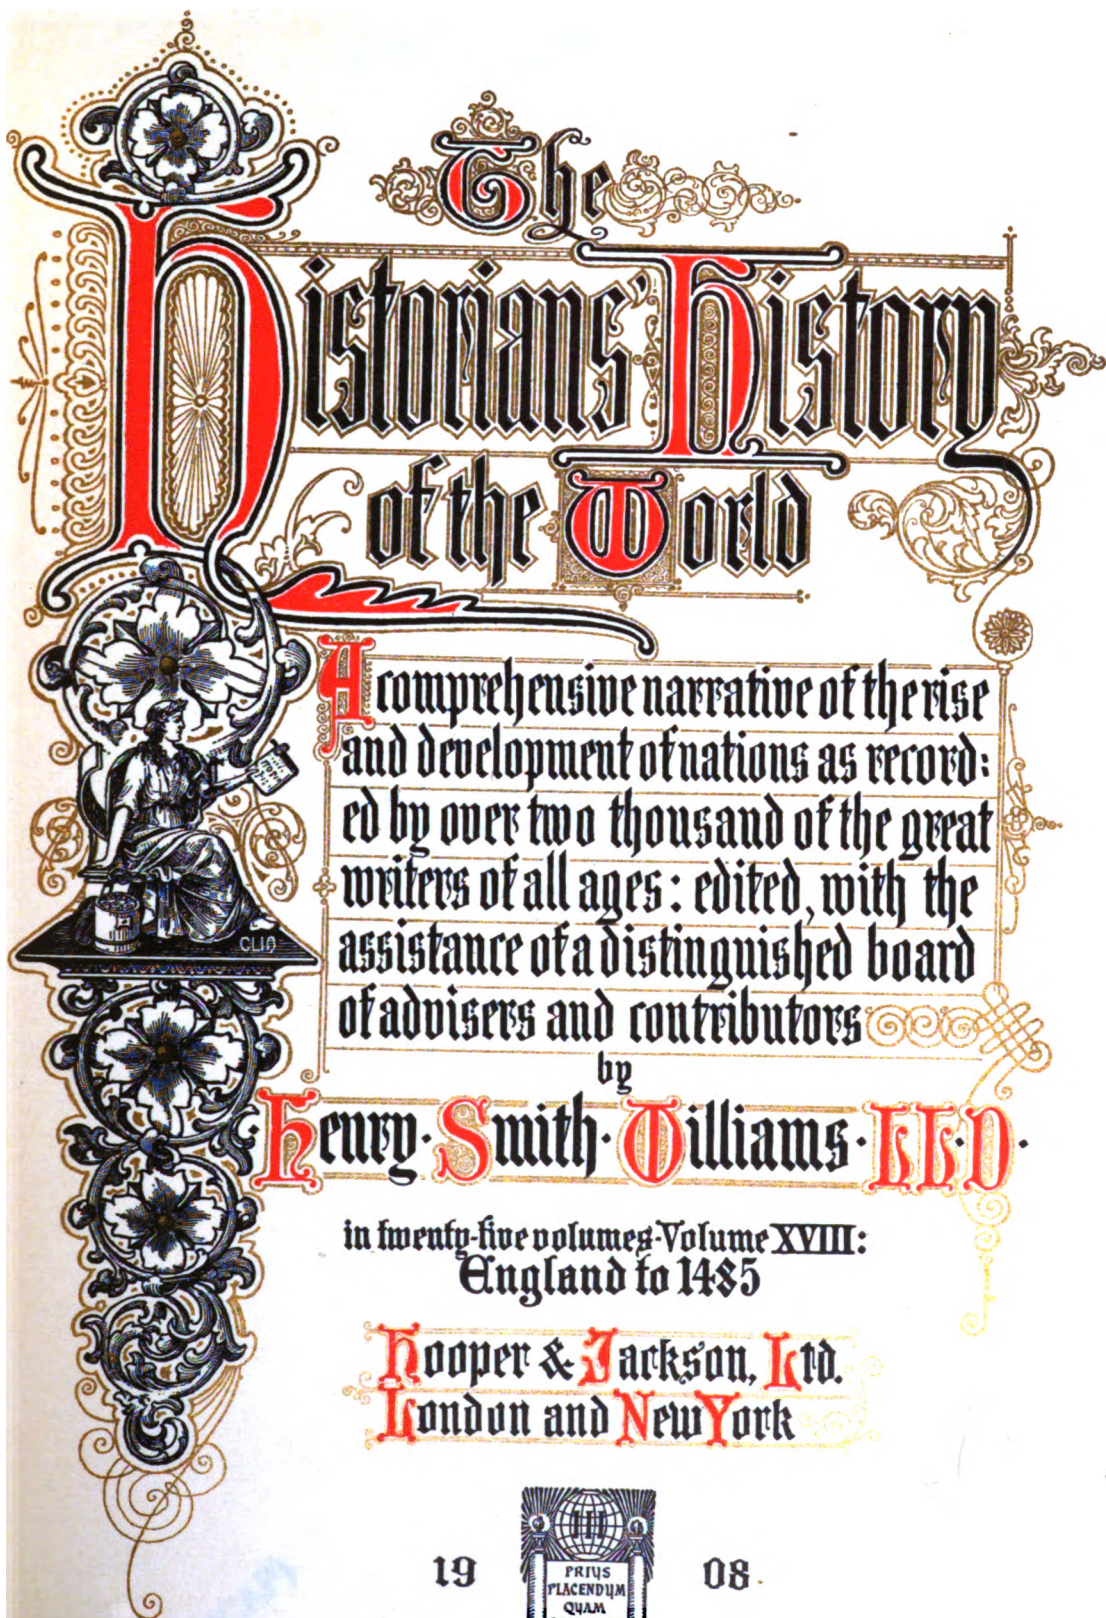 The
Historians' History
of the World
A comprehensive narrative of the rise
and development of nations as record:
ed by over two thousand of the great
writers of all ages: edited, with the
assistance of a distinguished board
of advisers and contributors
by
Henry · Smith · Williams · LL·D ·
in twenty-five volumes-Volume XVIII:
England to 1485
Hooper & Jackson, Ltd.
London and New York
CLIO
19 08
PRIUS
PLACENDUM
QUAM